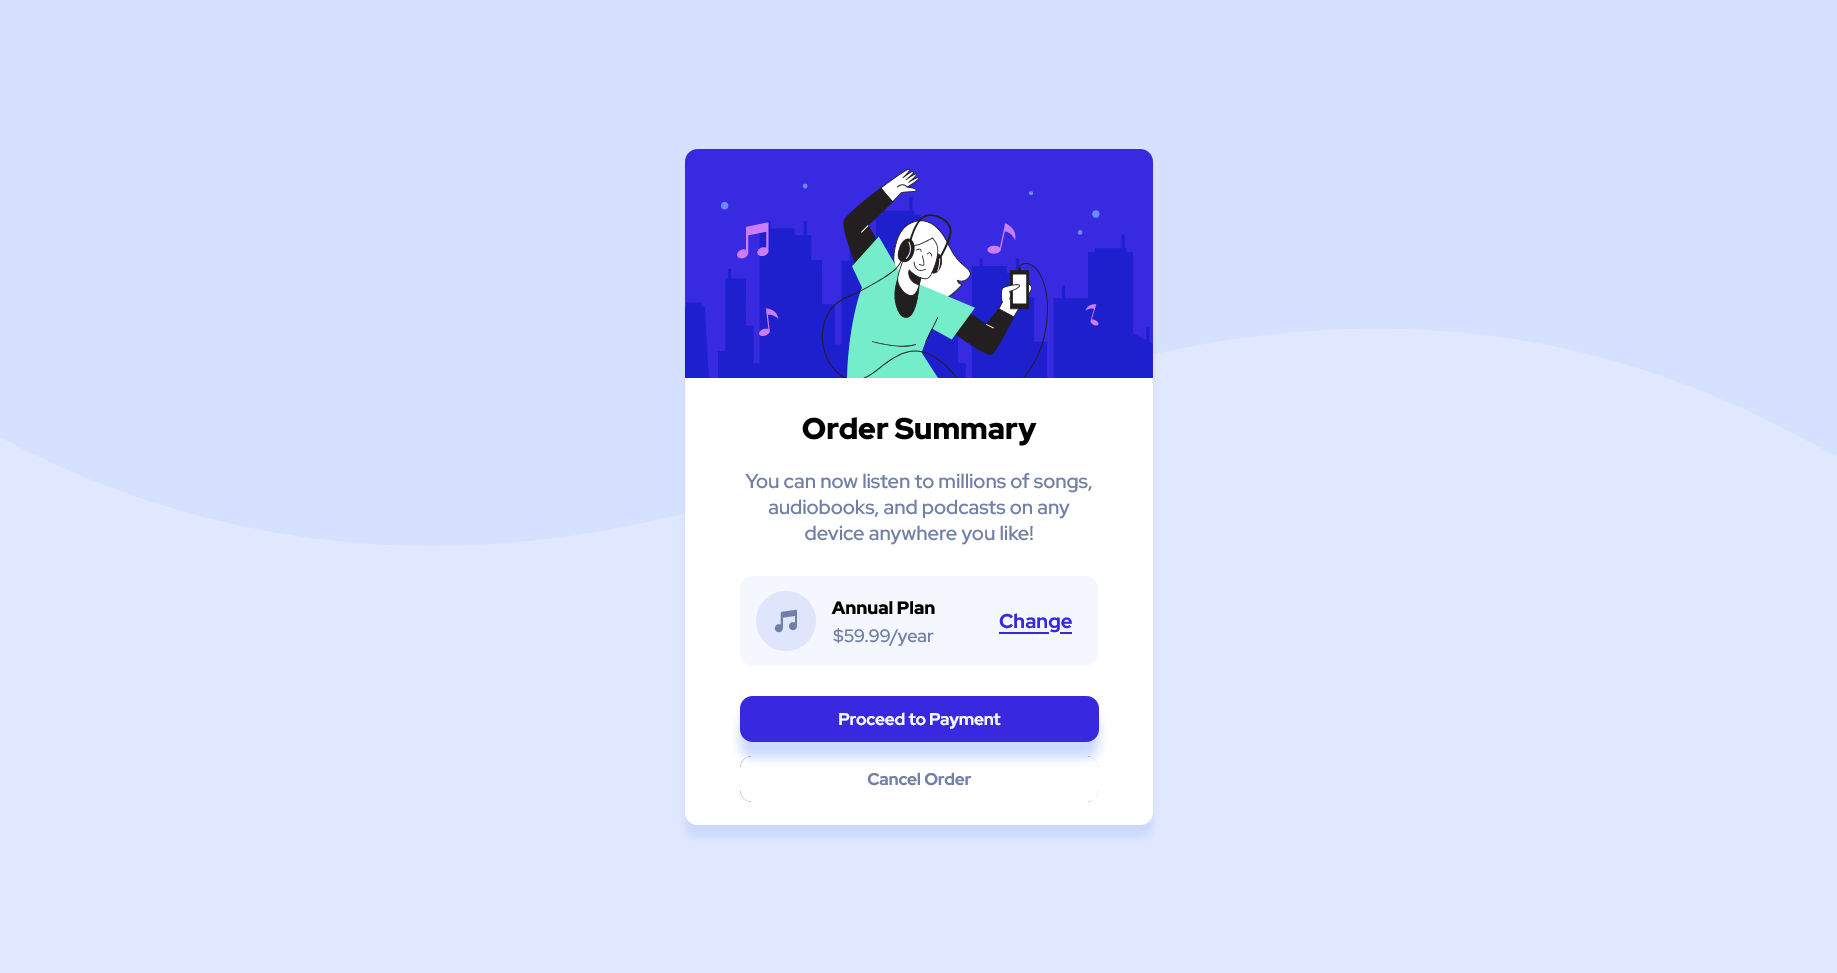 Order Summary
You can now listen to millions of songs,
audiobooks, and podcasts on any
device anywhere you like!
Annual Plan
$59.99/year
Change
Proceed to Payment
Cancel Order